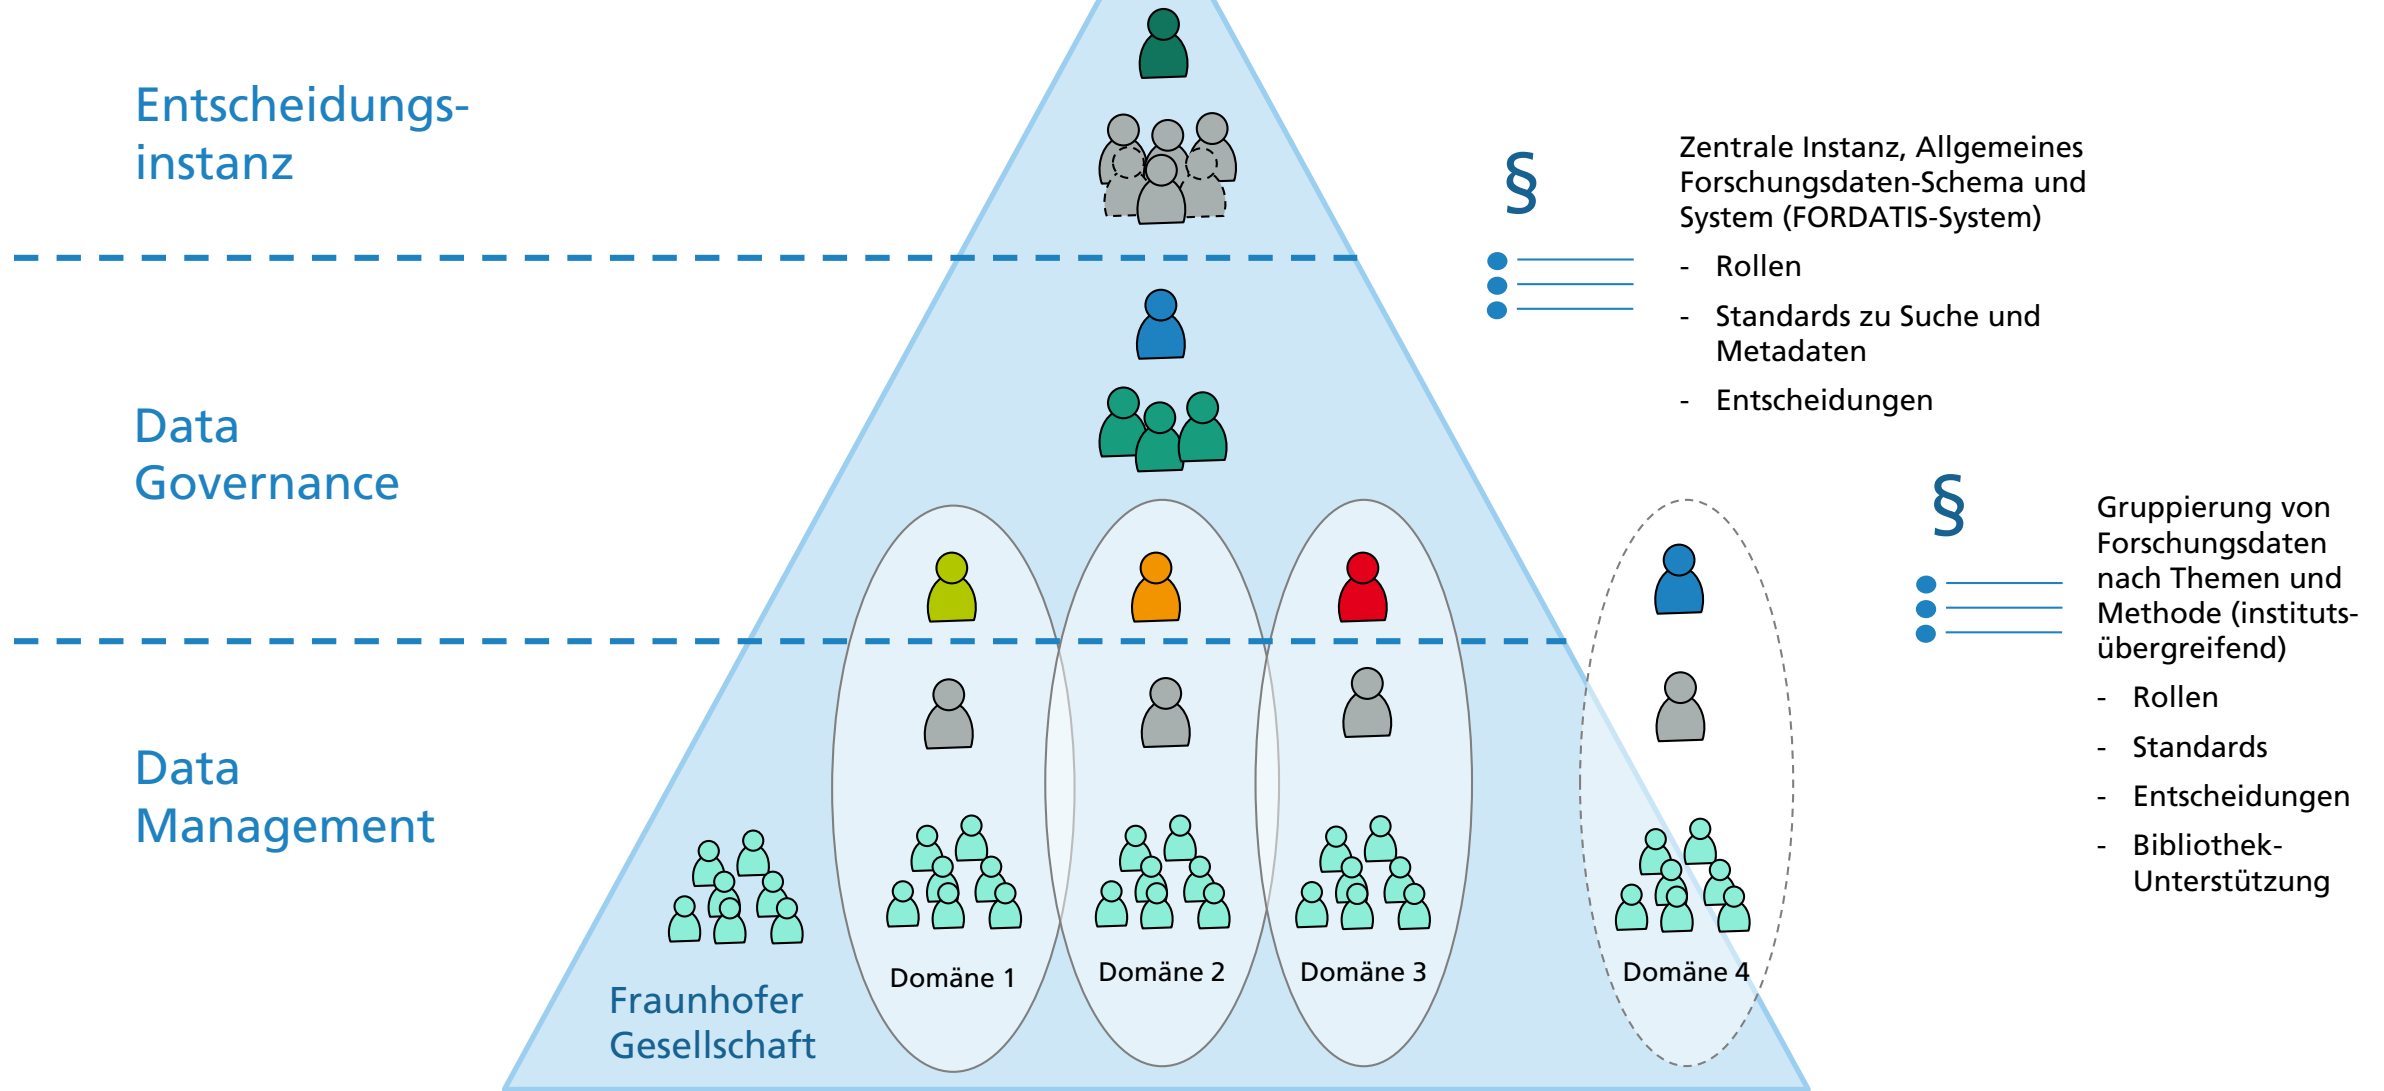 Entscheidungs-
instanz
Data
Governance
Data
Management
Fraunhofer
Gesellschaft
Domäne 1
Domäne 2
Domäne 3
Domäne 4
§
Zentrale Instanz, Allgemeines
Forschungsdaten-Schema und
System (FORDATIS-System)
- Rollen
- Standards zu Suche und
Metadaten
- Entscheidungen
§
Gruppierung von
Forschungsdaten
nach Themen und
Methode (instituts-
übergreifend)
- Rollen
- Standards
- Entscheidungen
- Bibliothek-
Unterstützung